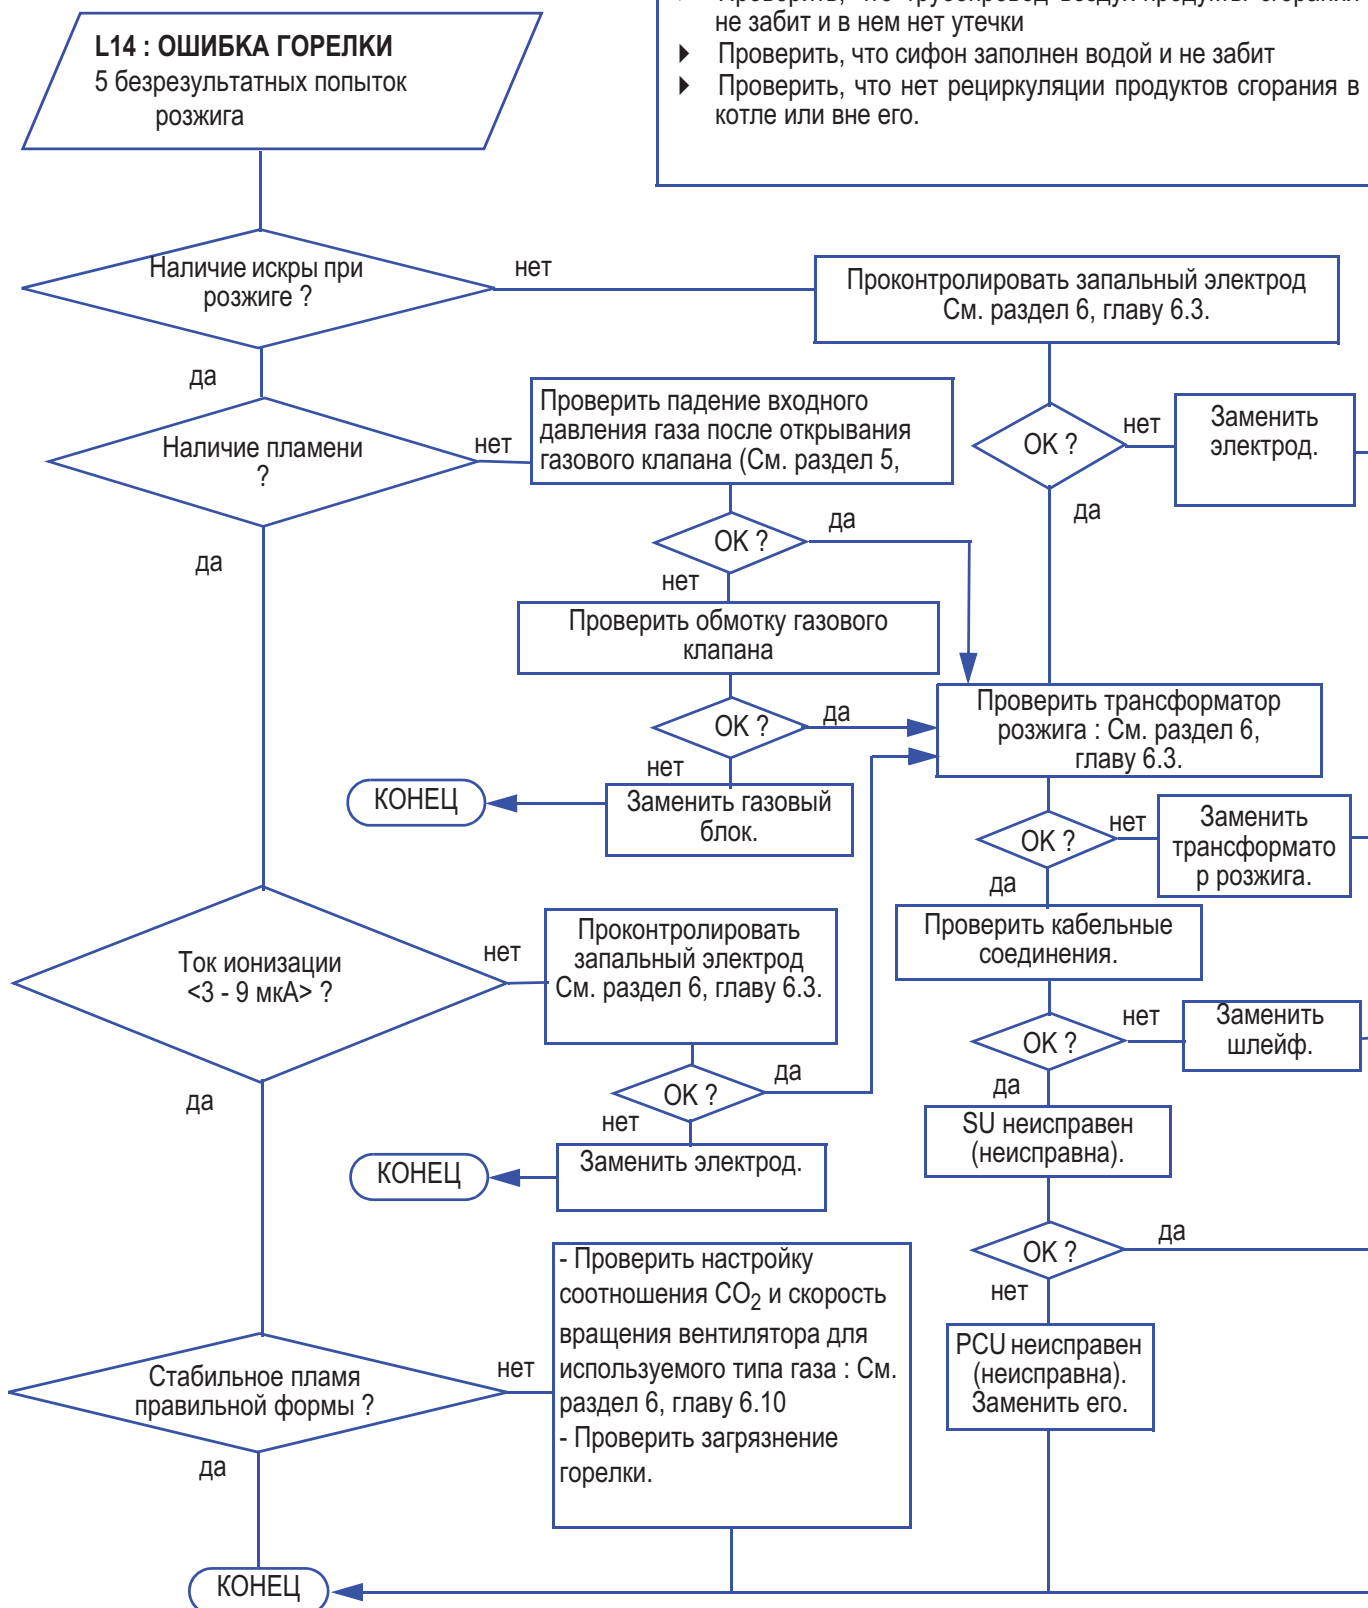 L14 : ОШИБКА ГОРЕЛКИ
5 безрезультатных попыток
розжига
не забит и в нем нет утечки
Проверить, что сифон заполнен водой и не забит
Проверить, что нет рециркуляции продуктов сгорания в
котле или вне его.
Наличие искры при
розжиге ?
нет
Проконтролировать запальный электрод
См. раздел 6, главу 6.3.
да
Наличие пламени
?
нет
Проверить падение входного
давления газа после открывания
газового клапана (См. раздел 5,
OK ?
нет
Заменить
электрод.
да
да
OK ?
да
нет
Проверить обмотку газового
клапана
OK ?
да
нет
Проверить трансформатор
розжига : См. раздел 6,
главу 6.3.
КОНЕЦ
Заменить газовый
блок.
OK ?
нет
Заменить
трансформато
р розжига.
да
Проверить кабельные
соединения.
Ток ионизации
<3 - 9 мкА> ?
нет
Проконтролировать
запальный электрод
См. раздел 6, главу 6.3.
OK ?
нет
Заменить
шлейф.
да
да
OK ?
да
нет
SU неисправен
(неисправна).
КОНЕЦ
Заменить электрод.
OK ?
да
нет
- Проверить настройку
соотношения CO2 и скорость
вращения вентилятора для
используемого типа газа : См.
раздел 6, главу 6.10
- Проверить загрязнение
горелки.
PCU неисправен
(неисправна).
Заменить его.
Стабильное пламя
правильной формы ?
нет
да
КОНЕЦ